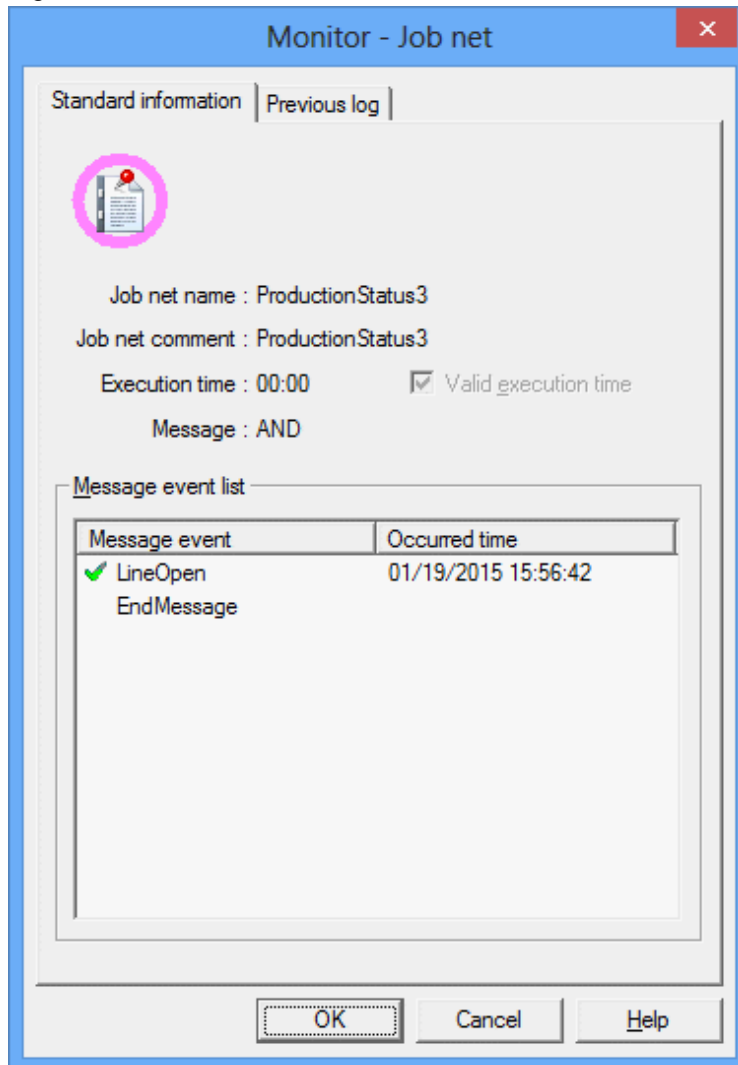 Monitor - Job net
Standard information Previous log
Job net name : ProductionStatus3
Job net comment : ProductionStatus3
Execution time : 00:00 Valid execution time
Message : AND
Message event list
Message event Occurred time
LineOpen 01/19/2015 15:56:42
EndMessage
OK Cancel Help